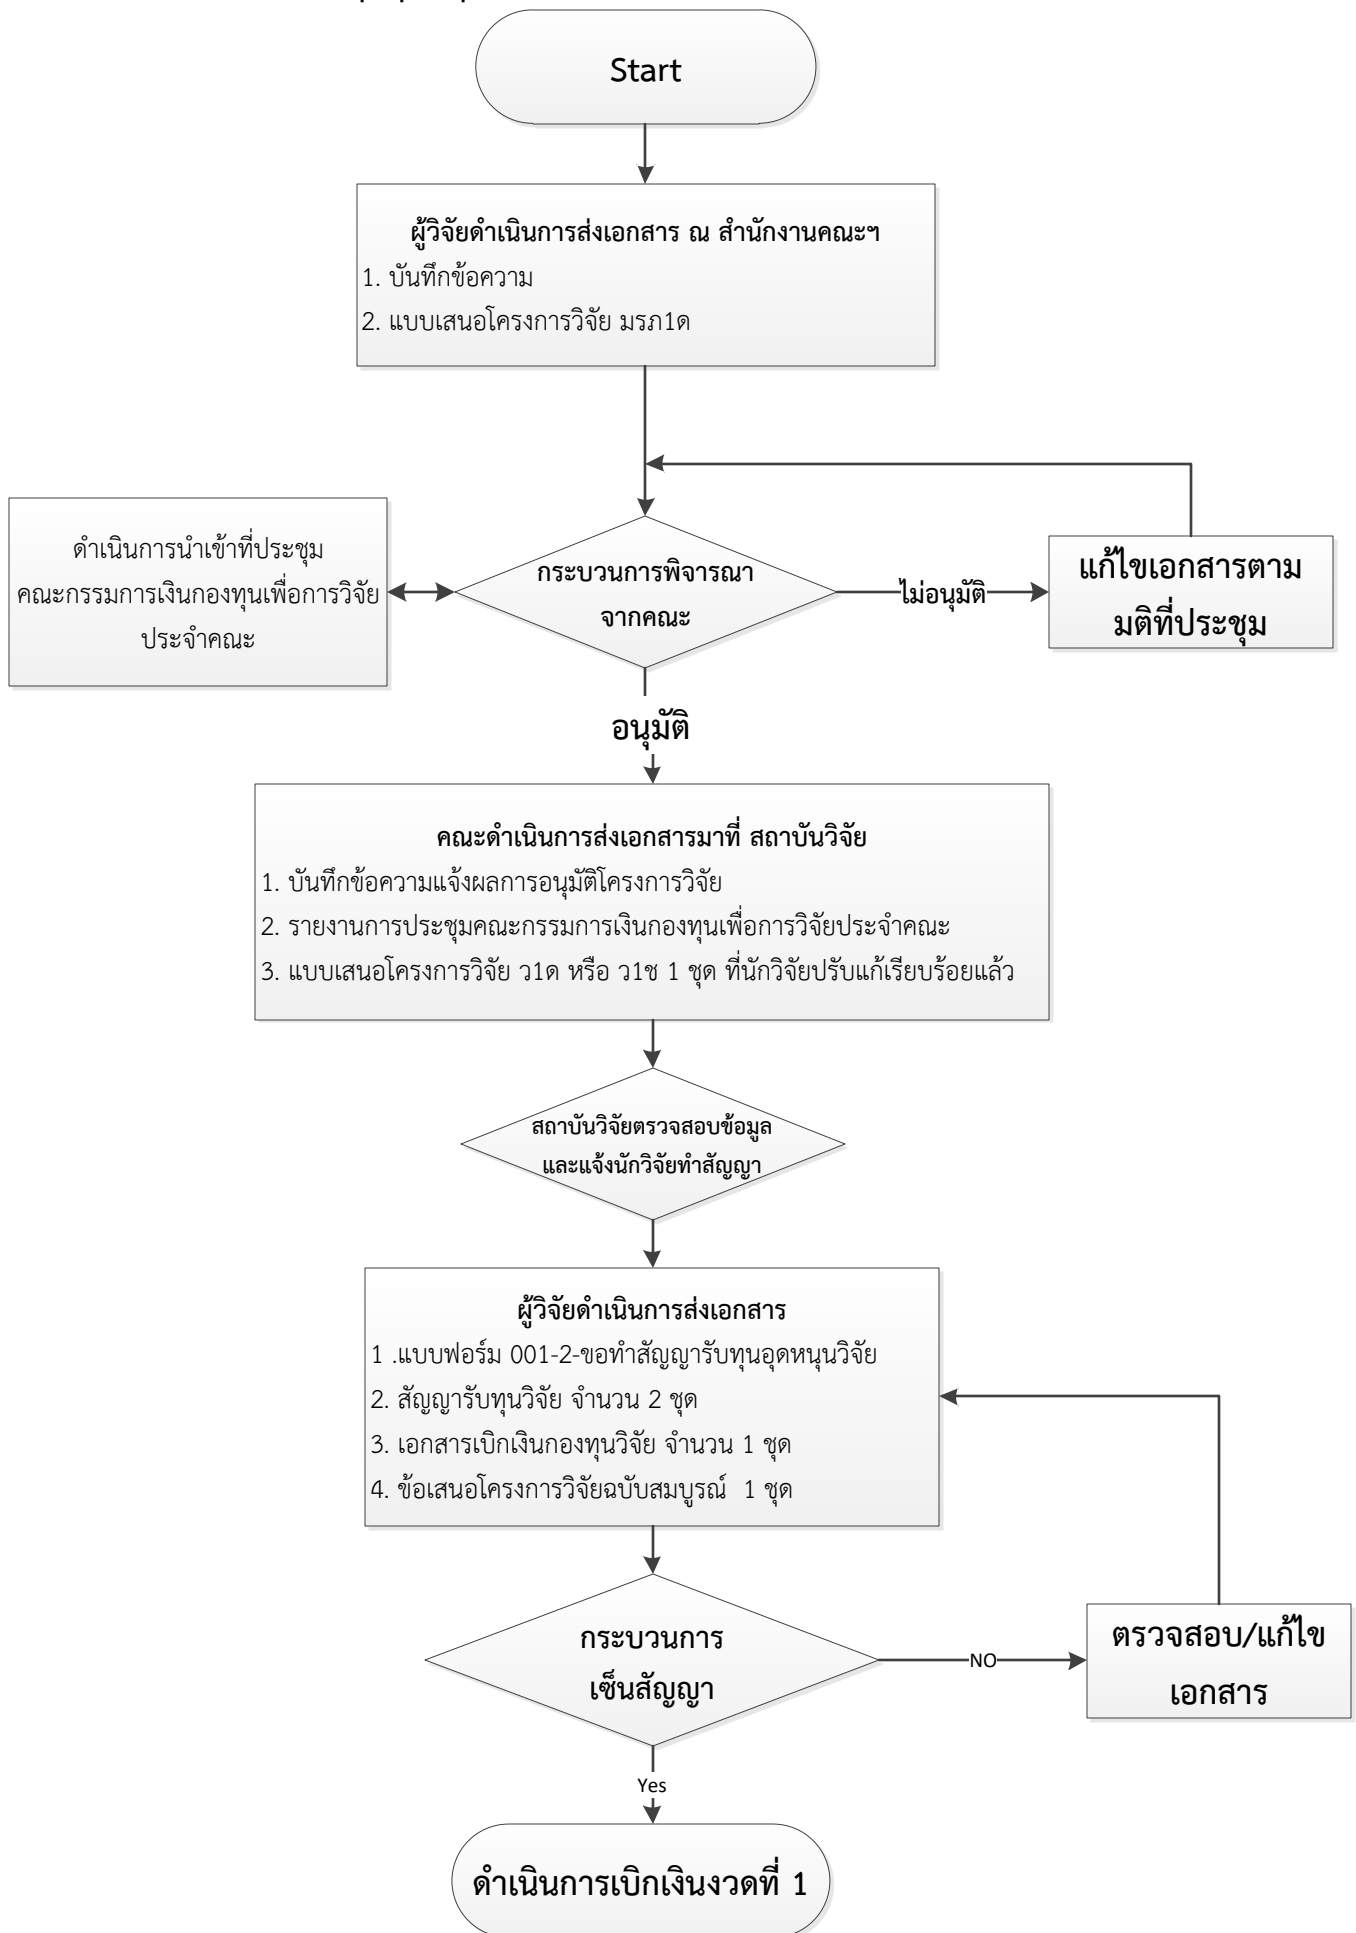 Start
ผู้วิจัยดำเนินการส่งเอกสาร ณ สำนักงานคณะฯ
1. บันทึกข้อความ
2. แบบเสนอโครงการวิจัย มรภ1ด
ดำเนินการนำเข้าที่ประชุม
คณะกรรมการเงินกองทุนเพื่อการวิจัย
ประจำคณะ
กระบวนการพิจารณา
จากคณะ
ไม่อนุมัติ
แก้ไขเอกสารตาม
มติที่ประชุม
อนุมัติ
คณะดำเนินการส่งเอกสารมาที่ สถาบันวิจัย
1. บันทึกข้อความแจ้งผลการอนุมัติโครงการวิจัย
2. รายงานการประชุมคณะกรรมการเงินกองทุนเพื่อการวิจัยประจำคณะ
3. แบบเสนอโครงการวิจัย ว1ด หรือ ว1ช 1 ชุด ที่นักวิจัยปรับแก้เรียบร้อยแล้ว
สถาบันวิจัยตรวจสอบข้อมูล
และแจ้งนักวิจัยทำสัญญา
ผู้วิจัยดำเนินการส่งเอกสาร
1 .แบบฟอร์ม 001-2-ขอทำสัญญารับทุนอุดหนุนวิจัย
2. สัญญารับทุนวิจัย จำนวน 2 ชุด
3. เอกสารเบิกเงินกองทุนวิจัย จำนวน 1 ชุด
4. ข้อเสนอโครงการวิจัยฉบับสมบูรณ์  1 ชุด
กระบวนการ
เซ็นสัญญา
NO
ตรวจสอบ/แก้ไข
เอกสาร
Yes
ดำเนินการเบิกเงินงวดที่ 1